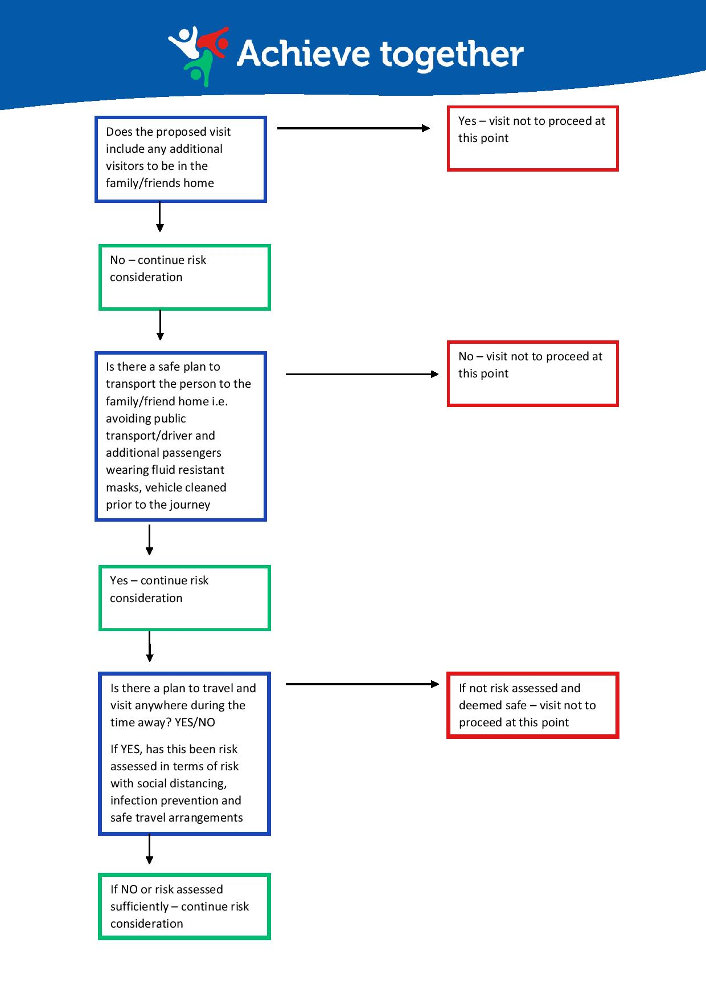 Achieve together
Does the proposed visit
include any additional
visitors to be in the
family/friends home
Yes – visit not to proceed at
this point
No – continue risk
consideration
Is there a safe plan to
transport the person to the
family/friend home i.e.
avoiding public
transport/driver and
additional passengers
wearing fluid resistant
masks, vehicle cleaned
prior to the journey
No – visit not to proceed at
this point
Yes – continue risk
consideration
Is there a plan to travel and
visit anywhere during the
time away? YES/NO
If YES, has this been risk
assessed in terms of risk
with social distancing,
infection prevention and
safe travel arrangements
If not risk assessed and
deemed safe – visit not to
proceed at this point
If NO or risk assessed
sufficiently – continue risk
consideration